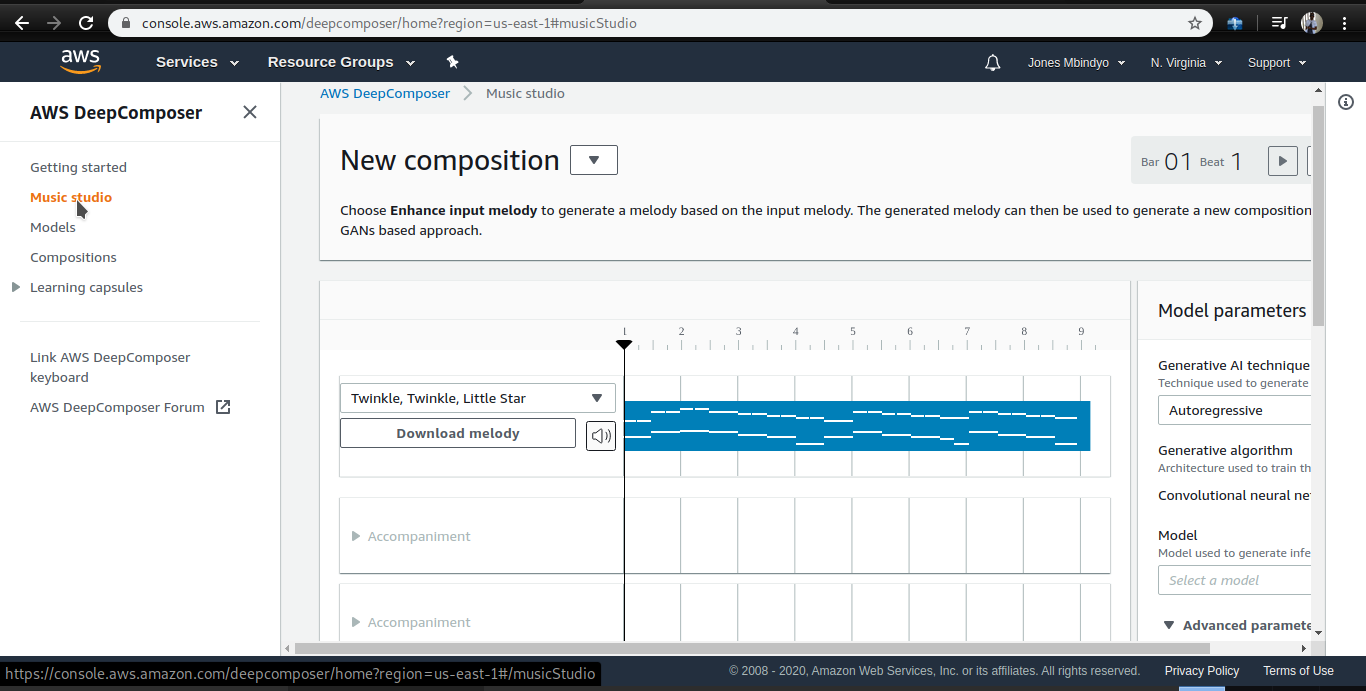 console.aws.amazon.com/deepcomposer/home?region=us-east-1#musicStudio
aws
Services
Resource Groups
Jones Mbindyo
N. Virginia
Support
AWS DeepComposer
Getting started
Music studio
Models
Compositions
Learning capsules
Link AWS DeepComposer
keyboard
AWS DeepComposer Forum
AWS DeepComposer
Music studio
New composition
Bar 01 Beat 1
Choose Enhance input melody to generate a melody based on the input melody. The generated melody can then be used to generate a new composition
GANs based approach.
1 2 3 4 5 6 7 8 9
Twinkle, Twinkle, Little Star
Download melody
Accompaniment
Accompaniment
Model parameters
Generative AI technique
Technique used to generate
Autoregressive
Generative algorithm
Architecture used to train th
Convolutional neural ne
Model
Model used to generate infe
Select a model
Advanced paramete
https://console.aws.amazon.com/deepcomposer/home?region=us-east-1#/musicStudio
© 2008 - 2020, Amazon Web Services, Inc. or its affiliates. All rights reserved.
Privacy Policy
Terms of Use